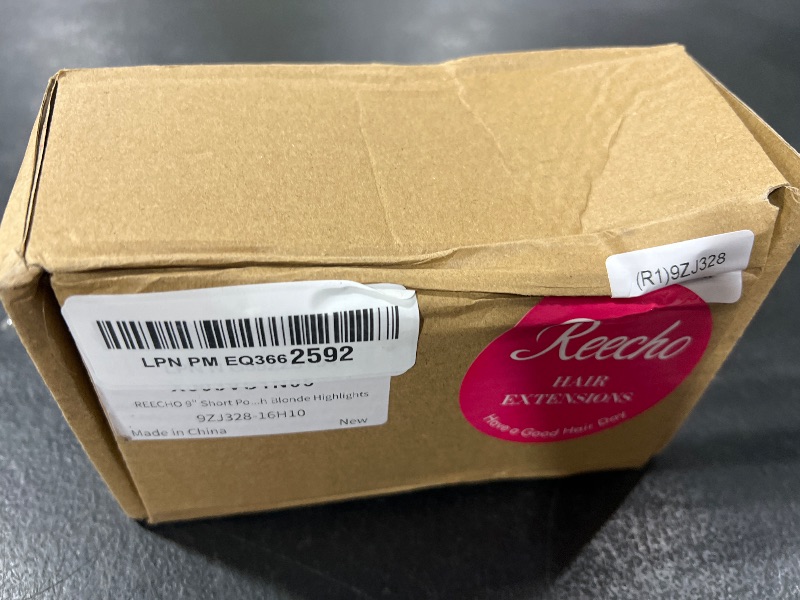 LPN PM EQ3662592
REECHO 9" Short Po...h Blonde Highlights
9ZJ328-16H10
New
Made in China
(R1)9ZJ328
Reecho
HAIR
EXTENSIONS
Have a Good Hair Day